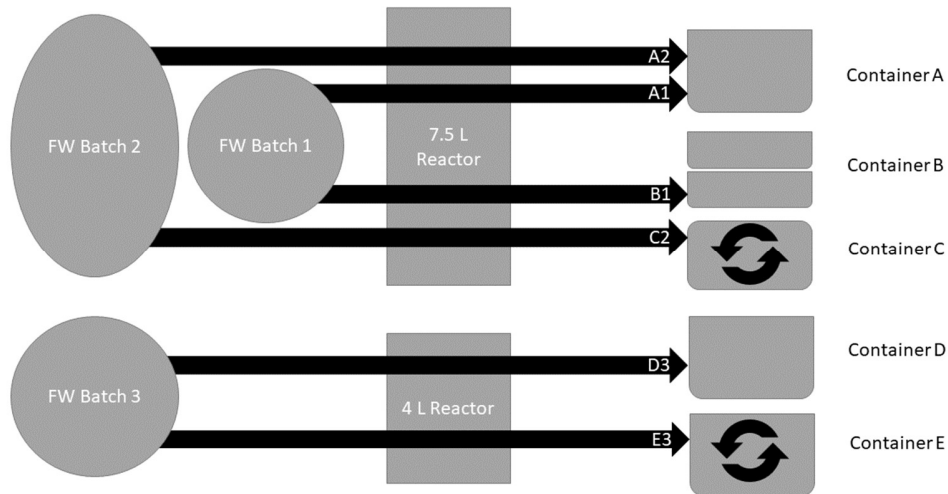 A2
Container A
A1
FW Batch 2
FW Batch 1
7.5 L
Reactor
Container B
B1
C2
Container C
D3
Container D
FW Batch 3
4 L Reactor
E3
Container E